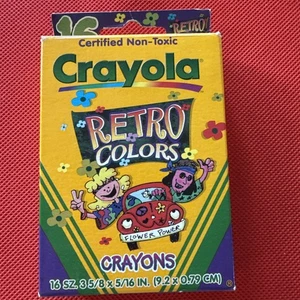 16
Certified Non-Toxic
Crayola®
RETRO
COLORS
FLOWER POWER
CRAYONS
16 SZ, 3 5/8 x 5/16 IN. (9.2 x 0.79 CM)